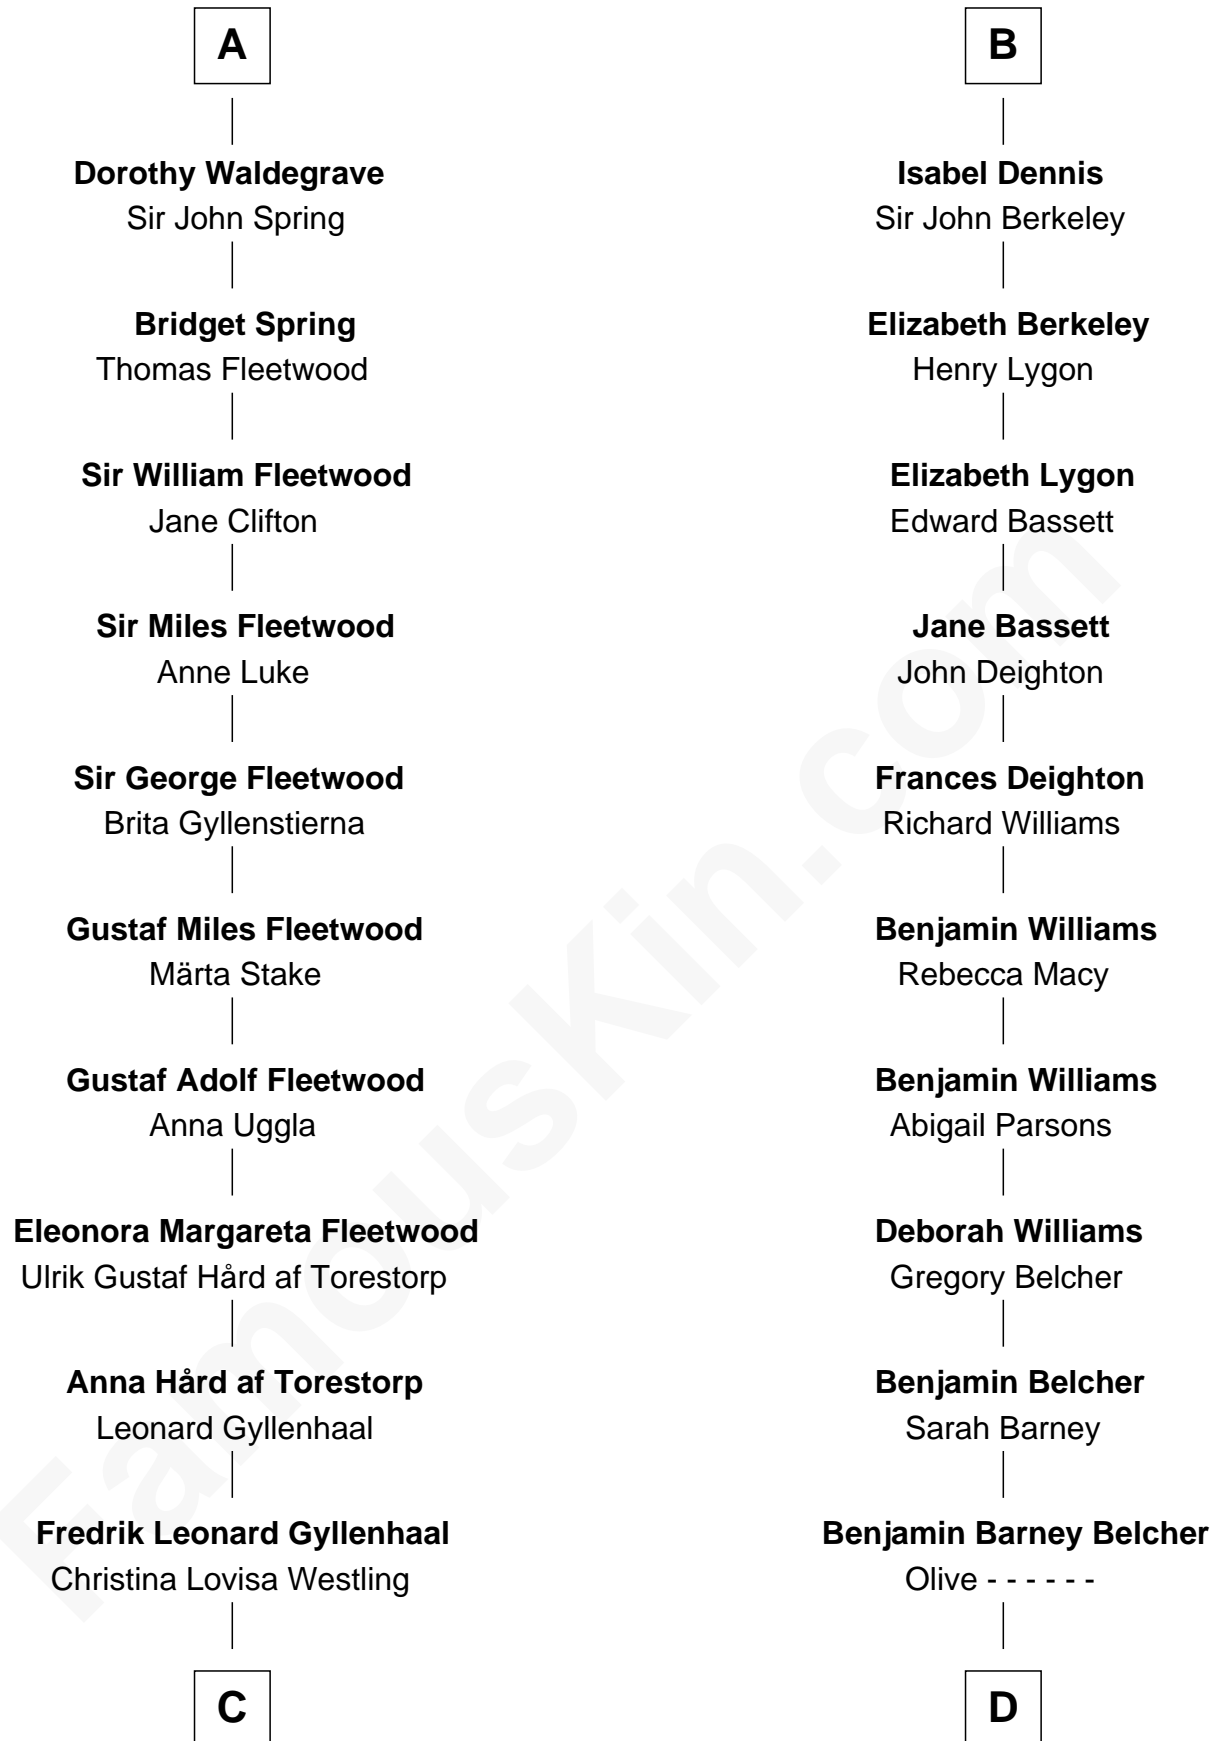 A
Dorothy Waldegrave
Sir John Spring
Bridget Spring
Thomas Fleetwood
Sir William Fleetwood
Jane Clifton
Sir Miles Fleetwood
Anne Luke
Sir George Fleetwood
Brita Gyllenstierna
Gustaf Miles Fleetwood
Märta Stake
Gustaf Adolf Fleetwood
Anna Uggla
Eleonora Margareta Fleetwood
Ulrik Gustaf Hård af Torestorp
Anna Hård af Torestorp
Leonard Gyllenhaal
Fredrik Leonard Gyllenhaal
Christina Lovisa Westling
C
B
Isabel Dennis
Sir John Berkeley
Elizabeth Berkeley
Henry Lygon
Elizabeth Lygon
Edward Bassett
Jane Bassett
John Deighton
Frances Deighton
Richard Williams
Benjamin Williams
Rebecca Macy
Benjamin Williams
Abigail Parsons
Deborah Williams
Gregory Belcher
Benjamin Belcher
Sarah Barney
Benjamin Barney Belcher
Olive - - - - - -
D
FamousKin.com